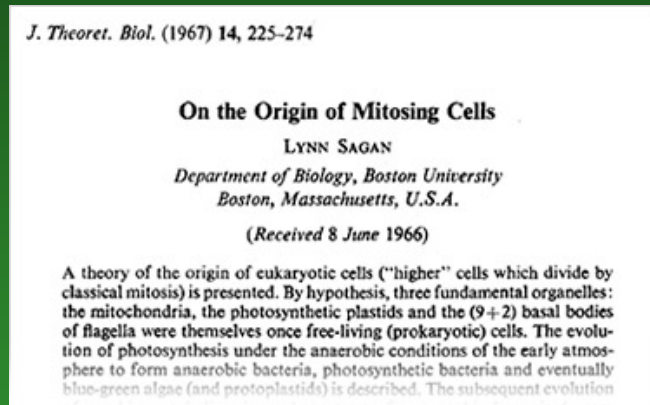 J. Theoret. Biol. (1967) 14, 225–274
On the Origin of Mitosing Cells
LYNN SAGAN
Department of Biology, Boston University
Boston, Massachusetts, U.S.A.
(Received 8 June 1966)
A theory of the origin of eukaryotic cells ("higher" cells which divide by
classical mitosis) is presented. By hypothesis, three fundamental organelles:
the mitochondria, the photosynthetic plastids and the (9+2) basal bodies
of flagella were themselves once free-living (prokaryotic) cells. The evolu-
tion of photosynthesis under the anaerobic conditions of the early atmos-
phere to form anaerobic bacteria, photosynthetic bacteria and eventually
blue-green algae (and protoplastids) is described. The subsequent evolution